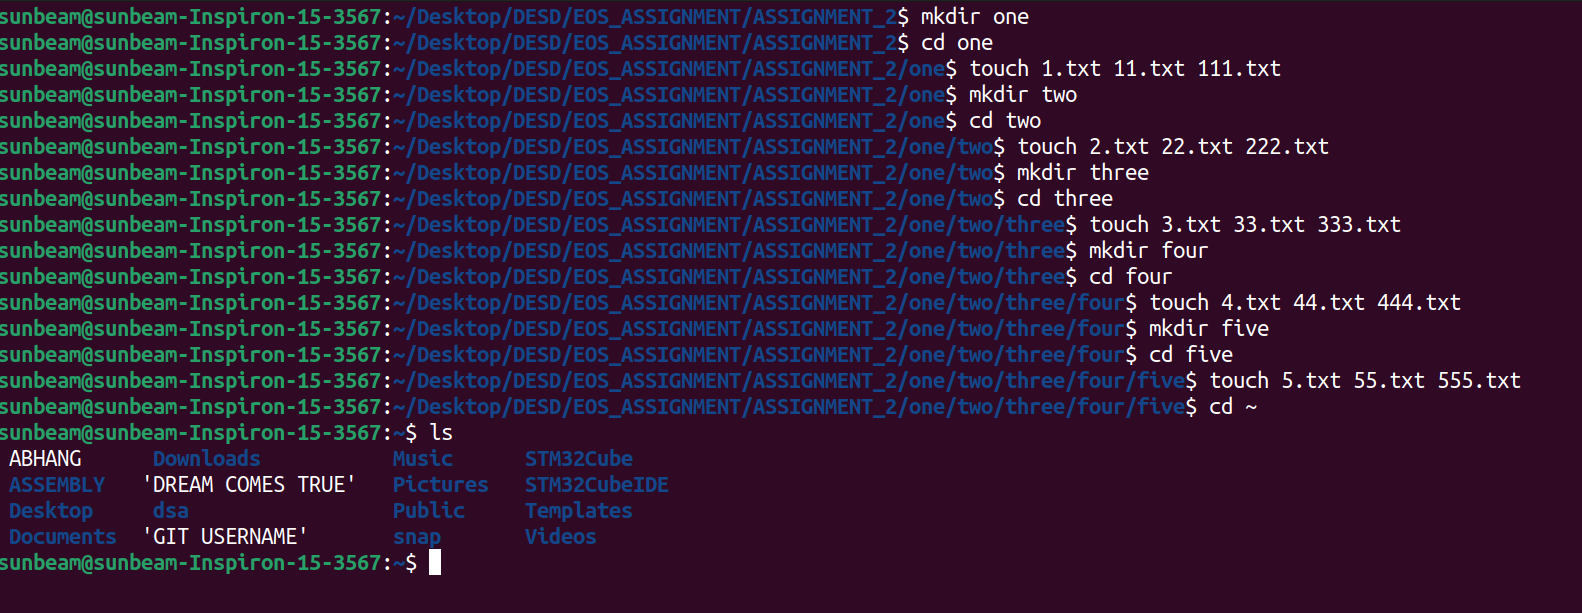 sunbeam@sunbeam-Inspiron-15-3567:~/Desktop/DESD/EOS_ASSIGNMENT/ASSIGNMENT_2$ mkdir one
sunbeam@sunbeam-Inspiron-15-3567:~/Desktop/DESD/EOS_ASSIGNMENT/ASSIGNMENT_2$ cd one
sunbeam@sunbeam-Inspiron-15-3567:~/Desktop/DESD/EOS_ASSIGNMENT/ASSIGNMENT_2/one$ touch 1.txt 11.txt 111.txt
sunbeam@sunbeam-Inspiron-15-3567:~/Desktop/DESD/EOS_ASSIGNMENT/ASSIGNMENT_2/one$ mkdir two
sunbeam@sunbeam-Inspiron-15-3567:~/Desktop/DESD/EOS_ASSIGNMENT/ASSIGNMENT_2/one$ cd two
sunbeam@sunbeam-Inspiron-15-3567:~/Desktop/DESD/EOS_ASSIGNMENT/ASSIGNMENT_2/one/two$ touch 2.txt 22.txt 222.txt
sunbeam@sunbeam-Inspiron-15-3567:~/Desktop/DESD/EOS_ASSIGNMENT/ASSIGNMENT_2/one/two$ mkdir three
sunbeam@sunbeam-Inspiron-15-3567:~/Desktop/DESD/EOS_ASSIGNMENT/ASSIGNMENT_2/one/two$ cd three
sunbeam@sunbeam-Inspiron-15-3567:~/Desktop/DESD/EOS_ASSIGNMENT/ASSIGNMENT_2/one/two/three$ touch 3.txt 33.txt 333.txt
sunbeam@sunbeam-Inspiron-15-3567:~/Desktop/DESD/EOS_ASSIGNMENT/ASSIGNMENT_2/one/two/three$ mkdir four
sunbeam@sunbeam-Inspiron-15-3567:~/Desktop/DESD/EOS_ASSIGNMENT/ASSIGNMENT_2/one/two/three$ cd four
sunbeam@sunbeam-Inspiron-15-3567:~/Desktop/DESD/EOS_ASSIGNMENT/ASSIGNMENT_2/one/two/three/four$ touch 4.txt 44.txt 444.txt
sunbeam@sunbeam-Inspiron-15-3567:~/Desktop/DESD/EOS_ASSIGNMENT/ASSIGNMENT_2/one/two/three/four$ mkdir five
sunbeam@sunbeam-Inspiron-15-3567:~/Desktop/DESD/EOS_ASSIGNMENT/ASSIGNMENT_2/one/two/three/four$ cd five
sunbeam@sunbeam-Inspiron-15-3567:~/Desktop/DESD/EOS_ASSIGNMENT/ASSIGNMENT_2/one/two/three/four/five$ touch 5.txt 55.txt 555.txt
sunbeam@sunbeam-Inspiron-15-3567:~/Desktop/DESD/EOS_ASSIGNMENT/ASSIGNMENT_2/one/two/three/four/five$ cd ~
sunbeam@sunbeam-Inspiron-15-3567:~$ ls
ABHANG Downloads Music STM32Cube
ASSEMBLY 'DREAM COMES TRUE' Pictures STM32CubeIDE
Desktop dsa Public Templates
Documents 'GIT USERNAME' snap Videos
sunbeam@sunbeam-Inspiron-15-3567:~$